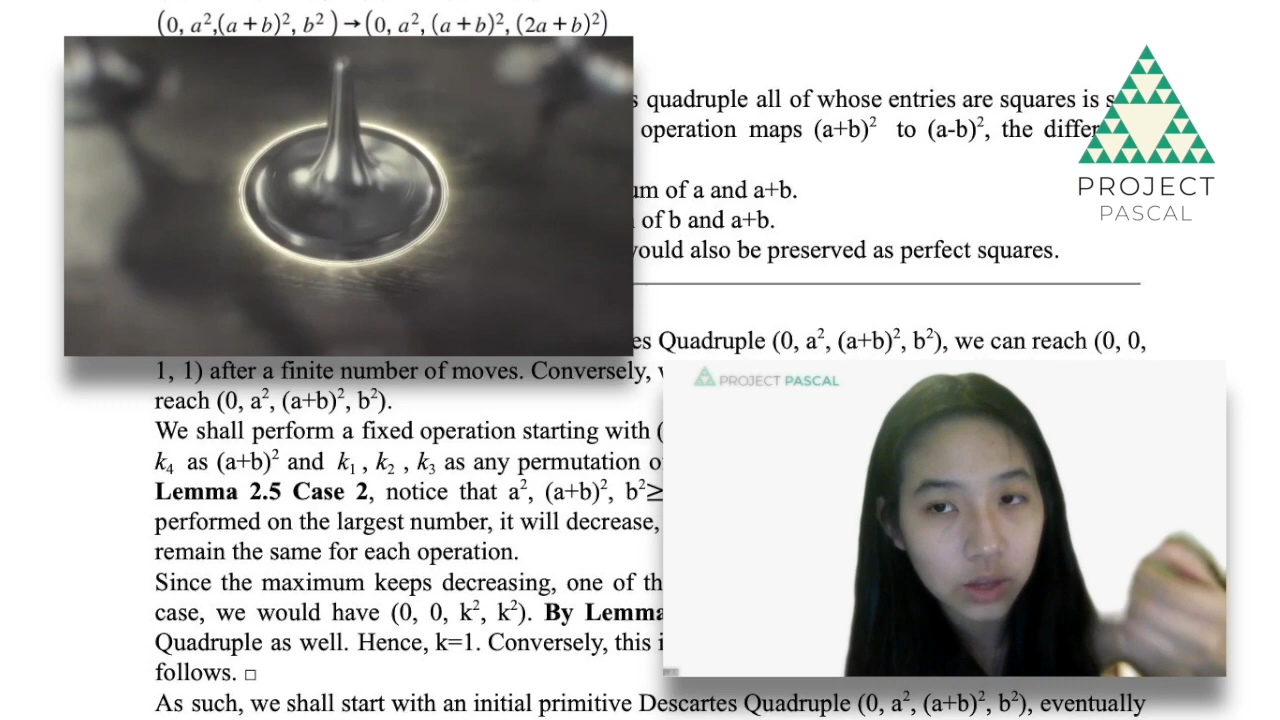 (0, a²,(a + b)², b² ) → (0, a², (a + b)², (2a + b)²)
quadruple all of whose entries are squares is
operation maps (a+b)² to (a-b)², the
PROJECT
PASCAL
of a and a+b.
of b and a+b.
would also be preserved as perfect squares.
Quadruple (0, a², (a+b)², b²), we can reach (0, 0,
1, 1) after a finite number of moves. Conversely,
reach (0, a², (a+b)², b²).
We shall perform a fixed operation starting with (
k₄ as (a+b)² and k₁ , k₂ , k₃ as any permutation
Lemma 2.5 Case 2, notice that a², (a+b)², b²≥
performed on the largest number, it will decrease,
remain the same for each operation.
Since the maximum keeps decreasing, one of
case, we would have (0, 0, k², k²). By Lemma
Quadruple as well. Hence, k=1. Conversely, this
follows. □
As such, we shall start with an initial primitive Descartes Quadruple (0, a², (a+b)², b²), eventually
PROJECT PASCAL